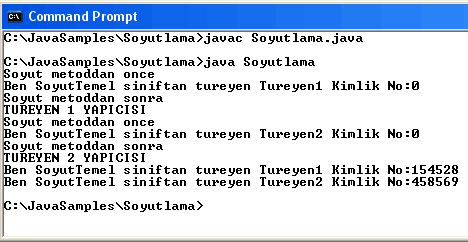 Command Prompt
C:\JavaSamples\Soyutlama>javac Soyutlama.java
C:\JavaSamples\Soyutlama>java Soyutlama
Soyut metoddan once
Ben SoyutTemel siniftan tureyen Tureyen1 Kimlik No:0
Soyut metoddan sonra
TUREYEN 1 YAPICISI
Soyut metoddan once
Ben SoyutTemel siniftan tureyen Tureyen2 Kimlik No:0
Soyut metoddan sonra
TUREYEN 2 YAPICISI
Ben SoyutTemel siniftan tureyen Tureyen1 Kimlik No:154528
Ben SoyutTemel siniftan tureyen Tureyen2 Kimlik No:458569
C:\JavaSamples\Soyutlama>